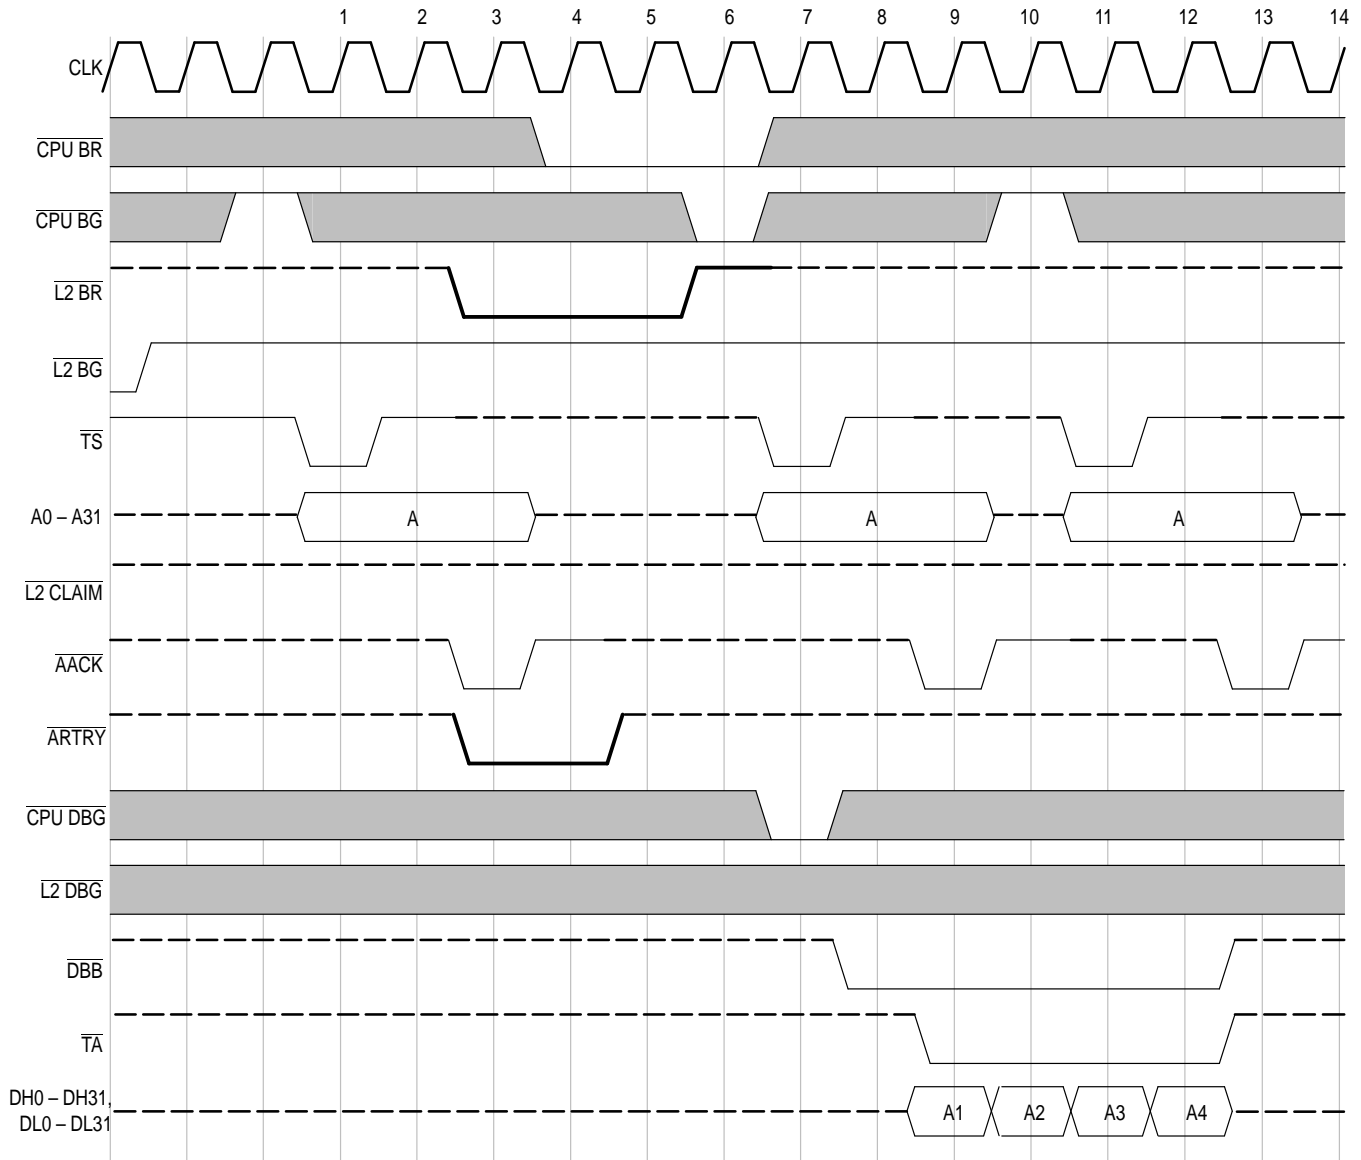 1 2 3 4 5 6 7 8 9 10 11 12 13 14
CLK
CPU BR
CPU BG
L2 BR
L2 BG
TS
A0 – A31
A A A
L2 CLAIM
AACK
ARTRY
CPU DBG
L2 DBG
DBB
TA
DH0 – DH31,
DL0 – DL31
A1 A2 A3 A4